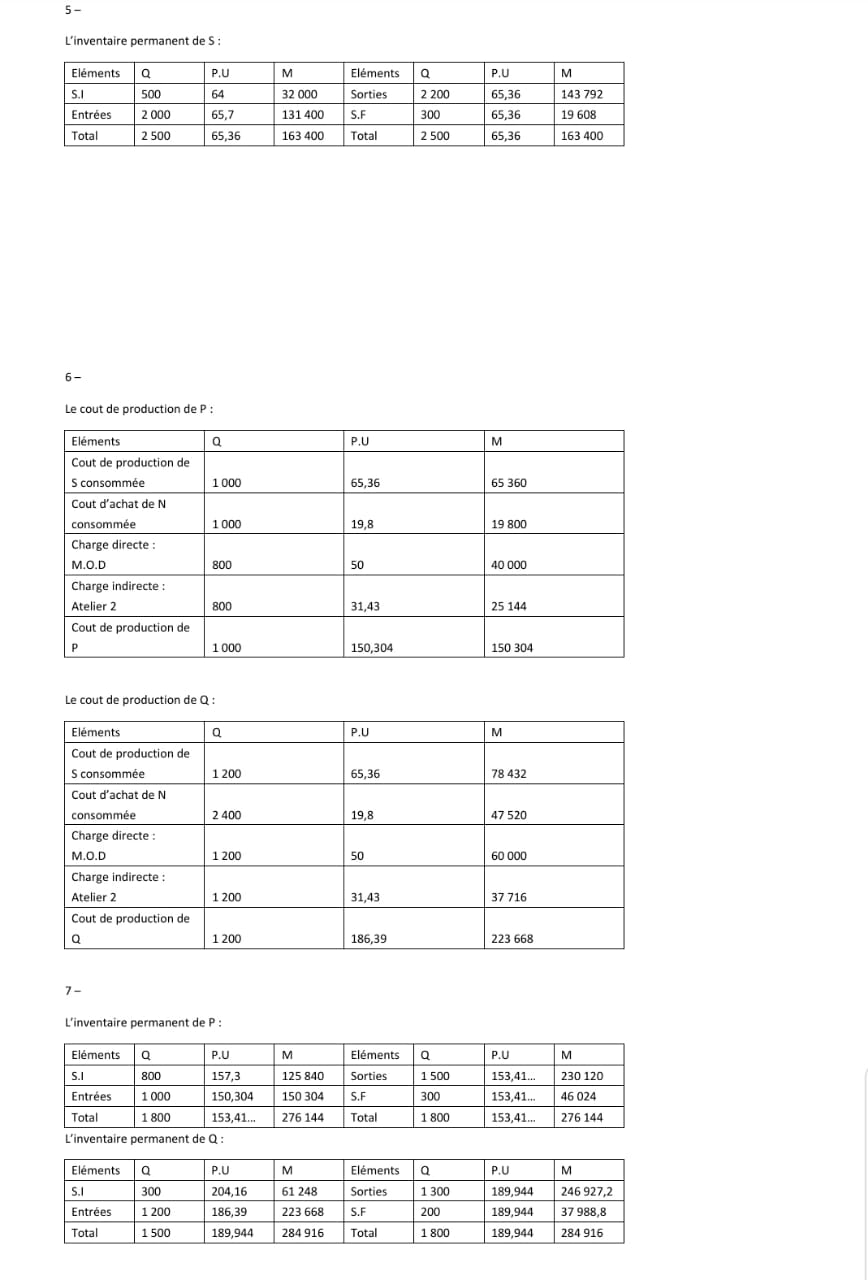 5 –
L'inventaire permanent de S :
Eléments Q P.U M Eléments Q P.U M
S.I 500 64 32 000 Sorties 2 200 65,36 143 792
Entrées 2 000 65,7 131 400 S.F 300 65,36 19 608
Total 2 500 65,36 163 400 Total 2 500 65,36 163 400
6 –
Le cout de production de P :
Eléments Q P.U M
Cout de production de
S consommée 1 000 65,36 65 360
Cout d'achat de N
consommée 1 000 19,8 19 800
Charge directe :
M.O.D 800 50 40 000
Charge indirecte :
Atelier 2 800 31,43 25 144
Cout de production de
P 1 000 150,304 150 304
Le cout de production de Q :
Eléments Q P.U M
Cout de production de
S consommée 1 200 65,36 78 432
Cout d'achat de N
consommée 2 400 19,8 47 520
Charge directe :
M.O.D 1 200 50 60 000
Charge indirecte :
Atelier 2 1 200 31,43 37 716
Cout de production de
Q 1 200 186,39 223 668
7 –
L'inventaire permanent de P :
Eléments Q P.U M Eléments Q P.U M
S.I 800 157,3 125 840 Sorties 1 500 153,41... 230 120
Entrées 1 000 150,304 150 304 S.F 300 153,41... 46 024
Total 1 800 153,41... 276 144 Total 1 800 153,41... 276 144
L'inventaire permanent de Q :
Eléments Q P.U M Eléments Q P.U M
S.I 300 204,16 61 248 Sorties 1 300 189,944 246 927,2
Entrées 1 200 186,39 223 668 S.F 200 189,944 37 988,8
Total 1 500 189,944 284 916 Total 1 800 189,944 284 916